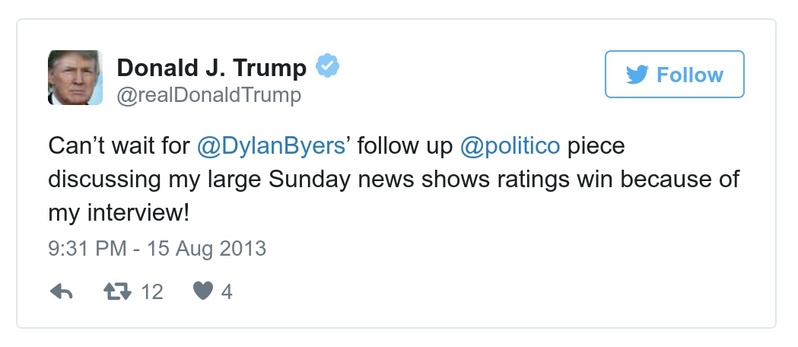 Donald J. Trump
@realDonaldTrump
Follow
Can’t wait for @DylanByers’ follow up @politico piece
discussing my large Sunday news shows ratings win because of
my interview!
9:31 PM - 15 Aug 2013
12 4